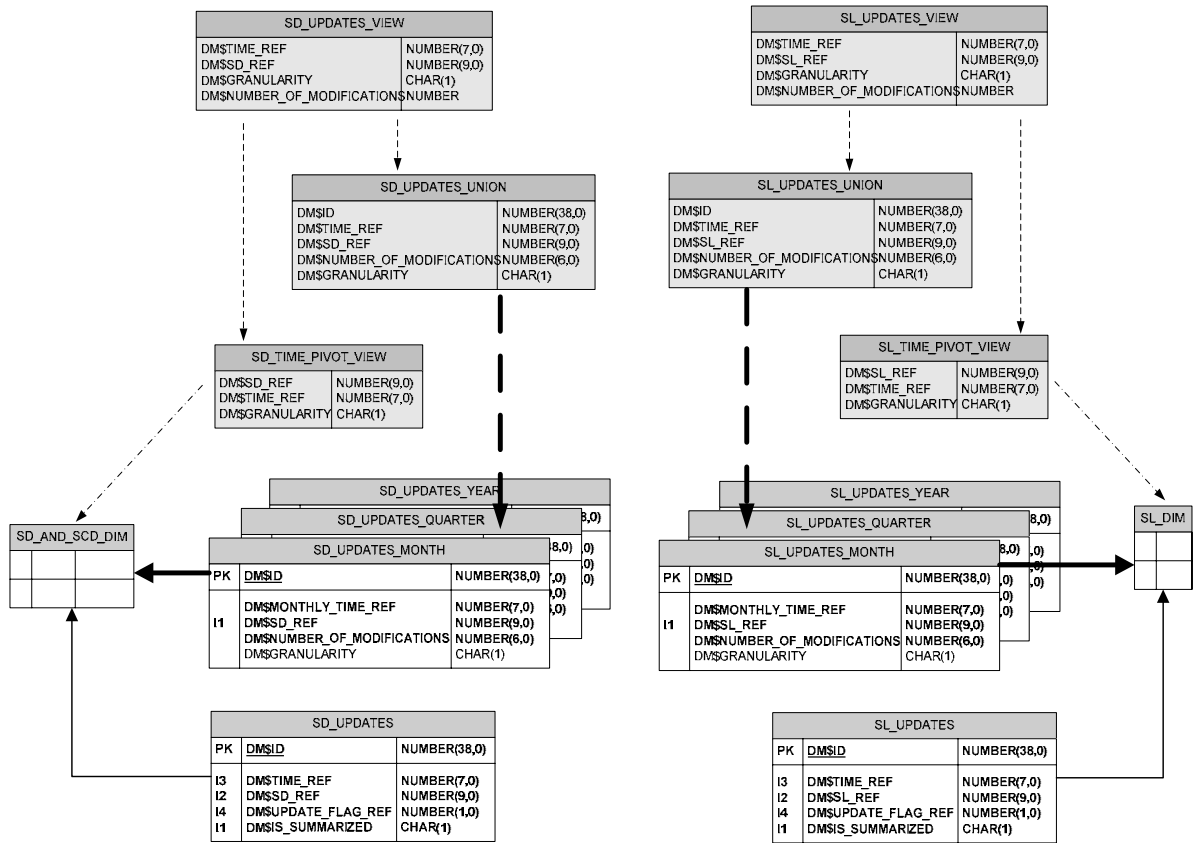 SD_UPDATES_VIEW
DM$TIME_REF NUMBER(7,0)
DM$SD_REF NUMBER(9,0)
DM$GRANULARITY CHAR(1)
DM$NUMBER_OF_MODIFICATIONS NUMBER
SL_UPDATES_VIEW
DM$TIME_REF NUMBER(7,0)
DM$SL_REF NUMBER(9,0)
DM$GRANULARITY CHAR(1)
DM$NUMBER_OF_MODIFICATIONS NUMBER
SD_UPDATES_UNION
DM$ID NUMBER(38,0)
DM$TIME_REF NUMBER(7,0)
DM$SD_REF NUMBER(9,0)
DM$NUMBER_OF_MODIFICATIONS NUMBER(6,0)
DM$GRANULARITY CHAR(1)
SL_UPDATES_UNION
DM$ID NUMBER(38,0)
DM$TIME_REF NUMBER(7,0)
DM$SL_REF NUMBER(9,0)
DM$NUMBER_OF_MODIFICATIONS NUMBER(6,0)
DM$GRANULARITY CHAR(1)
SD_TIME_PIVOT_VIEW
DM$SD_REF NUMBER(9,0)
DM$TIME_REF NUMBER(7,0)
DM$GRANULARITY CHAR(1)
SL_TIME_PIVOT_VIEW
DM$SL_REF NUMBER(9,0)
DM$TIME_REF NUMBER(7,0)
DM$GRANULARITY CHAR(1)
SD_AND_SCD_DIM
SD_UPDATES_YEAR
8,0)
SD_UPDATES_QUARTER
38,0)
SD_UPDATES_MONTH
PK DM$ID NUMBER(38,0)
DM$MONTHLY_TIME_REF NUMBER(7,0)
I1 DM$SD_REF NUMBER(9,0)
DM$NUMBER_OF_MODIFICATIONS NUMBER(6,0)
DM$GRANULARITY CHAR(1)
SL_UPDATES_YEAR
8,0)
SL_UPDATES_QUARTER
8,0)
SL_UPDATES_MONTH
PK DM$ID NUMBER(38,0)
DM$MONTHLY_TIME_REF NUMBER(7,0)
I1 DM$SL_REF NUMBER(9,0)
DM$NUMBER_OF_MODIFICATIONS NUMBER(6,0)
DM$GRANULARITY CHAR(1)
SL_DIM
SD_UPDATES
PK DM$ID NUMBER(38,0)
I3 DM$TIME_REF NUMBER(7,0)
I2 DM$SD_REF NUMBER(9,0)
I4 DM$UPDATE_FLAG_REF NUMBER(1,0)
I1 DM$IS_SUMMARIZED CHAR(1)
SL_UPDATES
PK DM$ID NUMBER(38,0)
I3 DM$TIME_REF NUMBER(7,0)
I2 DM$SL_REF NUMBER(9,0)
I4 DM$UPDATE_FLAG_REF NUMBER(1,0)
I1 DM$IS_SUMMARIZED CHAR(1)